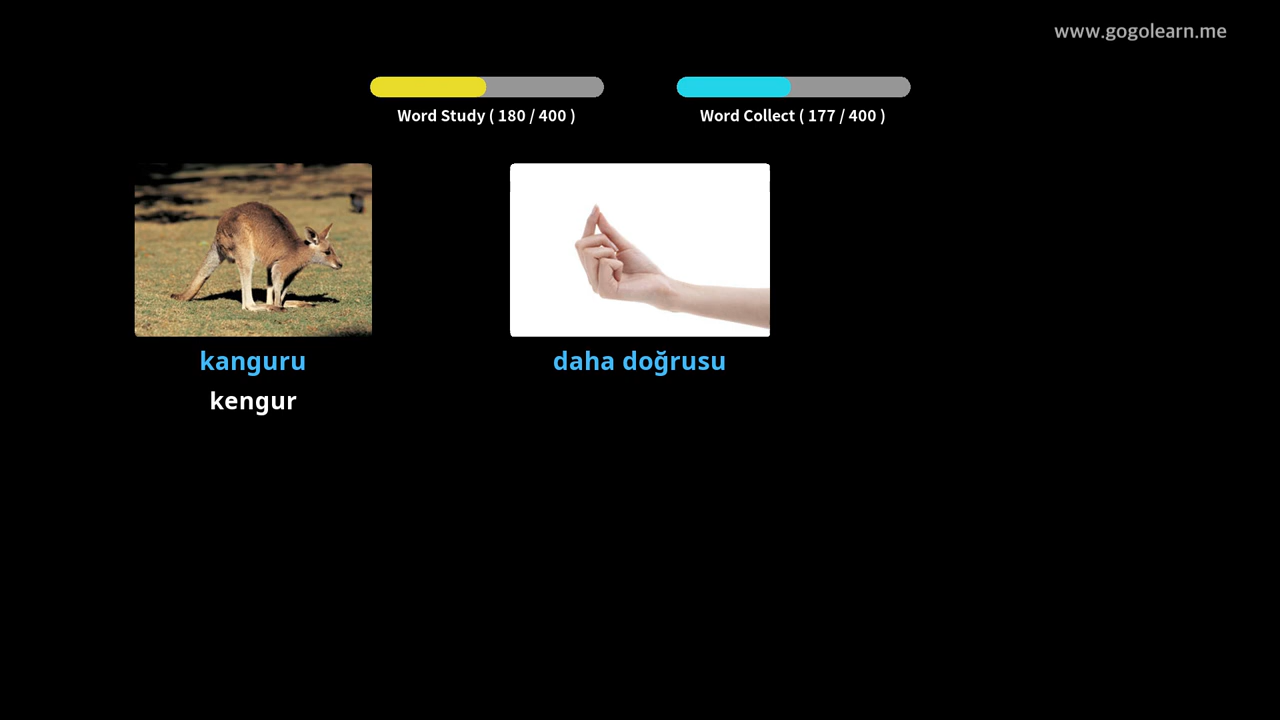 www.gogolearn.me
Word Study ( 180 / 400 )
Word Collect ( 177 / 400 )
kanguru
daha doğrusu
kengur